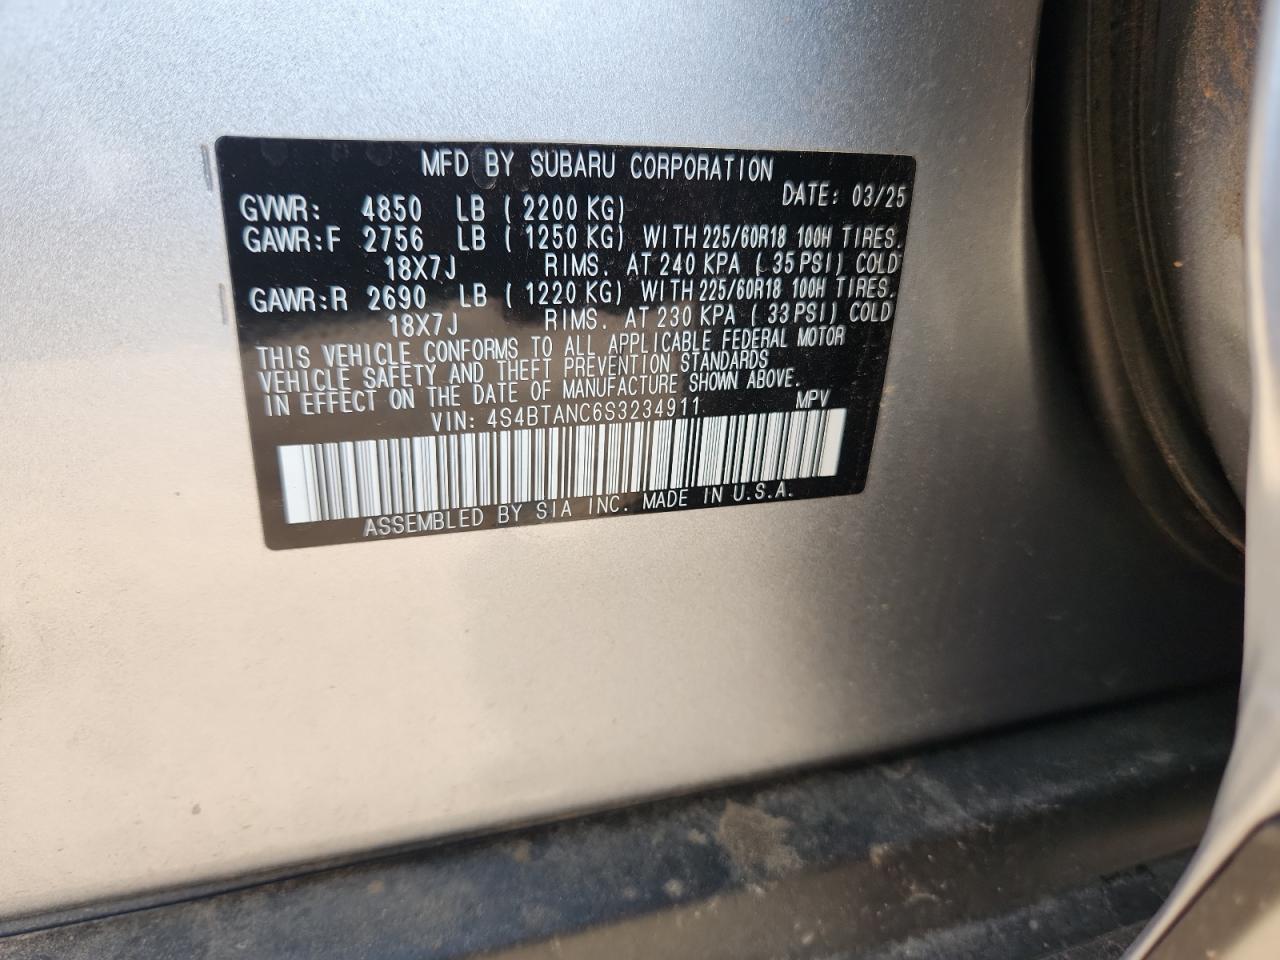 MFD BY SUBARU CORPORATION
DATE: 03/25
GVWR: 4850 LB ( 2200 KG)
GAWR:F 2756 LB ( 1250 KG) WITH 225/60R18 100H TIRES.
18X7J RIMS. AT 240 KPA ( 35 PSI) COLD
GAWR:R 2690 LB ( 1220 KG) WITH 225/60R18 100H TIRES.
18X7J RIMS. AT 230 KPA ( 33 PSI) COLD
THIS VEHICLE CONFORMS TO ALL APPLICABLE FEDERAL MOTOR
VEHICLE SAFETY AND THEFT PREVENTION STANDARDS
IN EFFECT ON THE DATE OF MANUFACTURE SHOWN ABOVE.
VIN: 4S4BTANC6S3234911 MPV
ASSEMBLED BY SIA INC. MADE IN U.S.A.